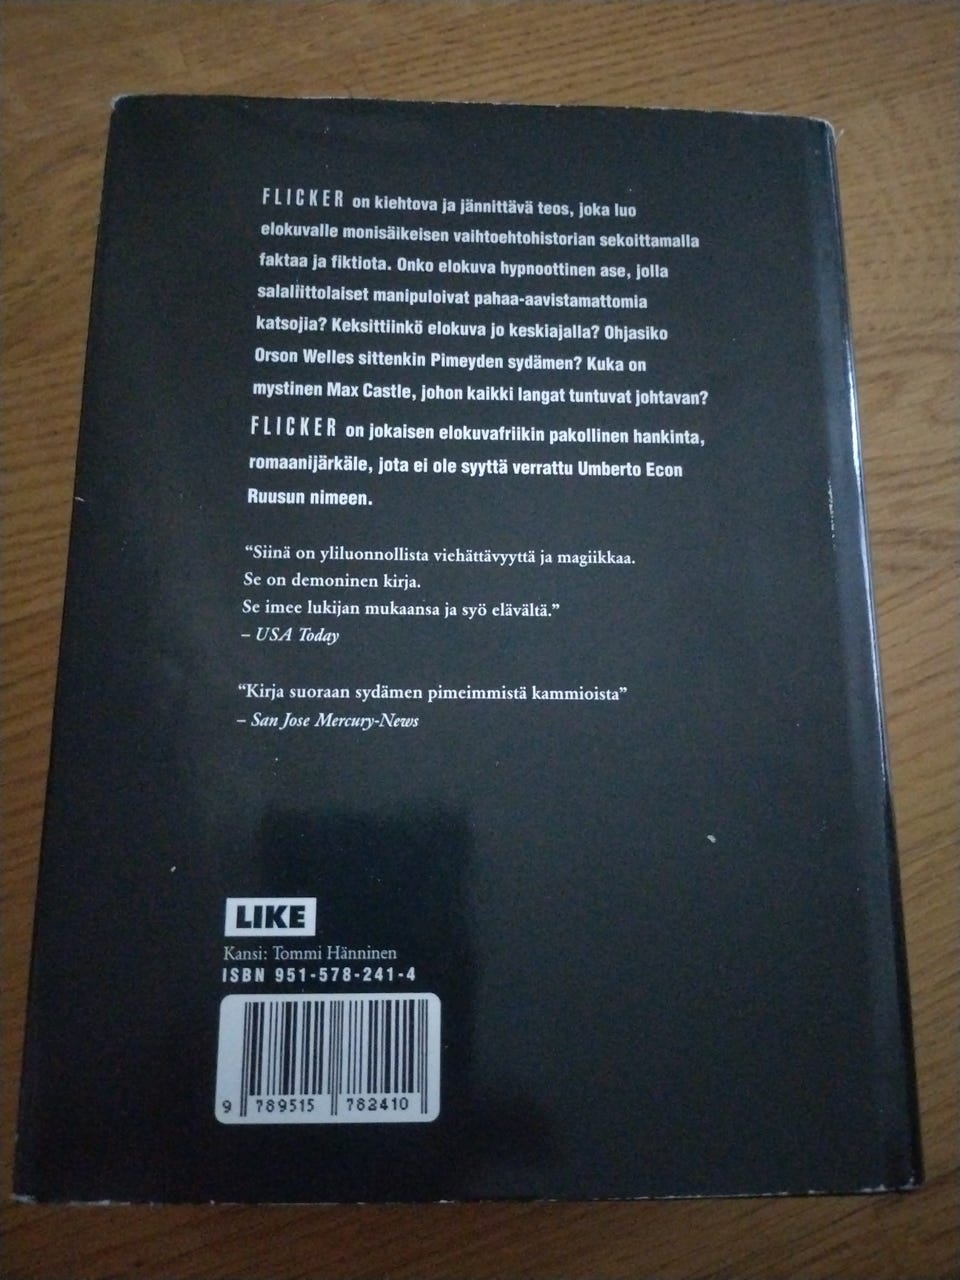 FLICKER on kiehtova ja jännittävä teos, joka luo
elokuvalle monisäikeisen vaihtoehtohistorian sekoittamalla
faktaa ja fiktiota. Onko elokuva hypnoottinen ase, jolla
salaliittolaiset manipuloivat pahaa-aavistamattomia
katsojia? Keksittiinkö elokuva jo keskiajalla? Ohjasiko
Orson Welles sittenkin Pimeyden sydämen? Kuka on
mystinen Max Castle, johon kaikki langat tuntuvat johtavan?
FLICKER on jokaisen elokuvafriikin pakollinen hankinta,
romaanijärkäle, jota ei ole syyttä verrattu Umberto Econ
Ruusun nimeen.
“Siinä on yliluonnollista viehättävyyttä ja magiikkaa.
Se on demoninen kirja.
Se imee lukijan mukaansa ja syö elävältä.”
– USA Today
“Kirja suoraan sydämen pimeimmistä kammioista”
– San Jose Mercury-News
LIKE
Kansi: Tommi Hänninen
ISBN 951-578-241-4
9 789515 782410